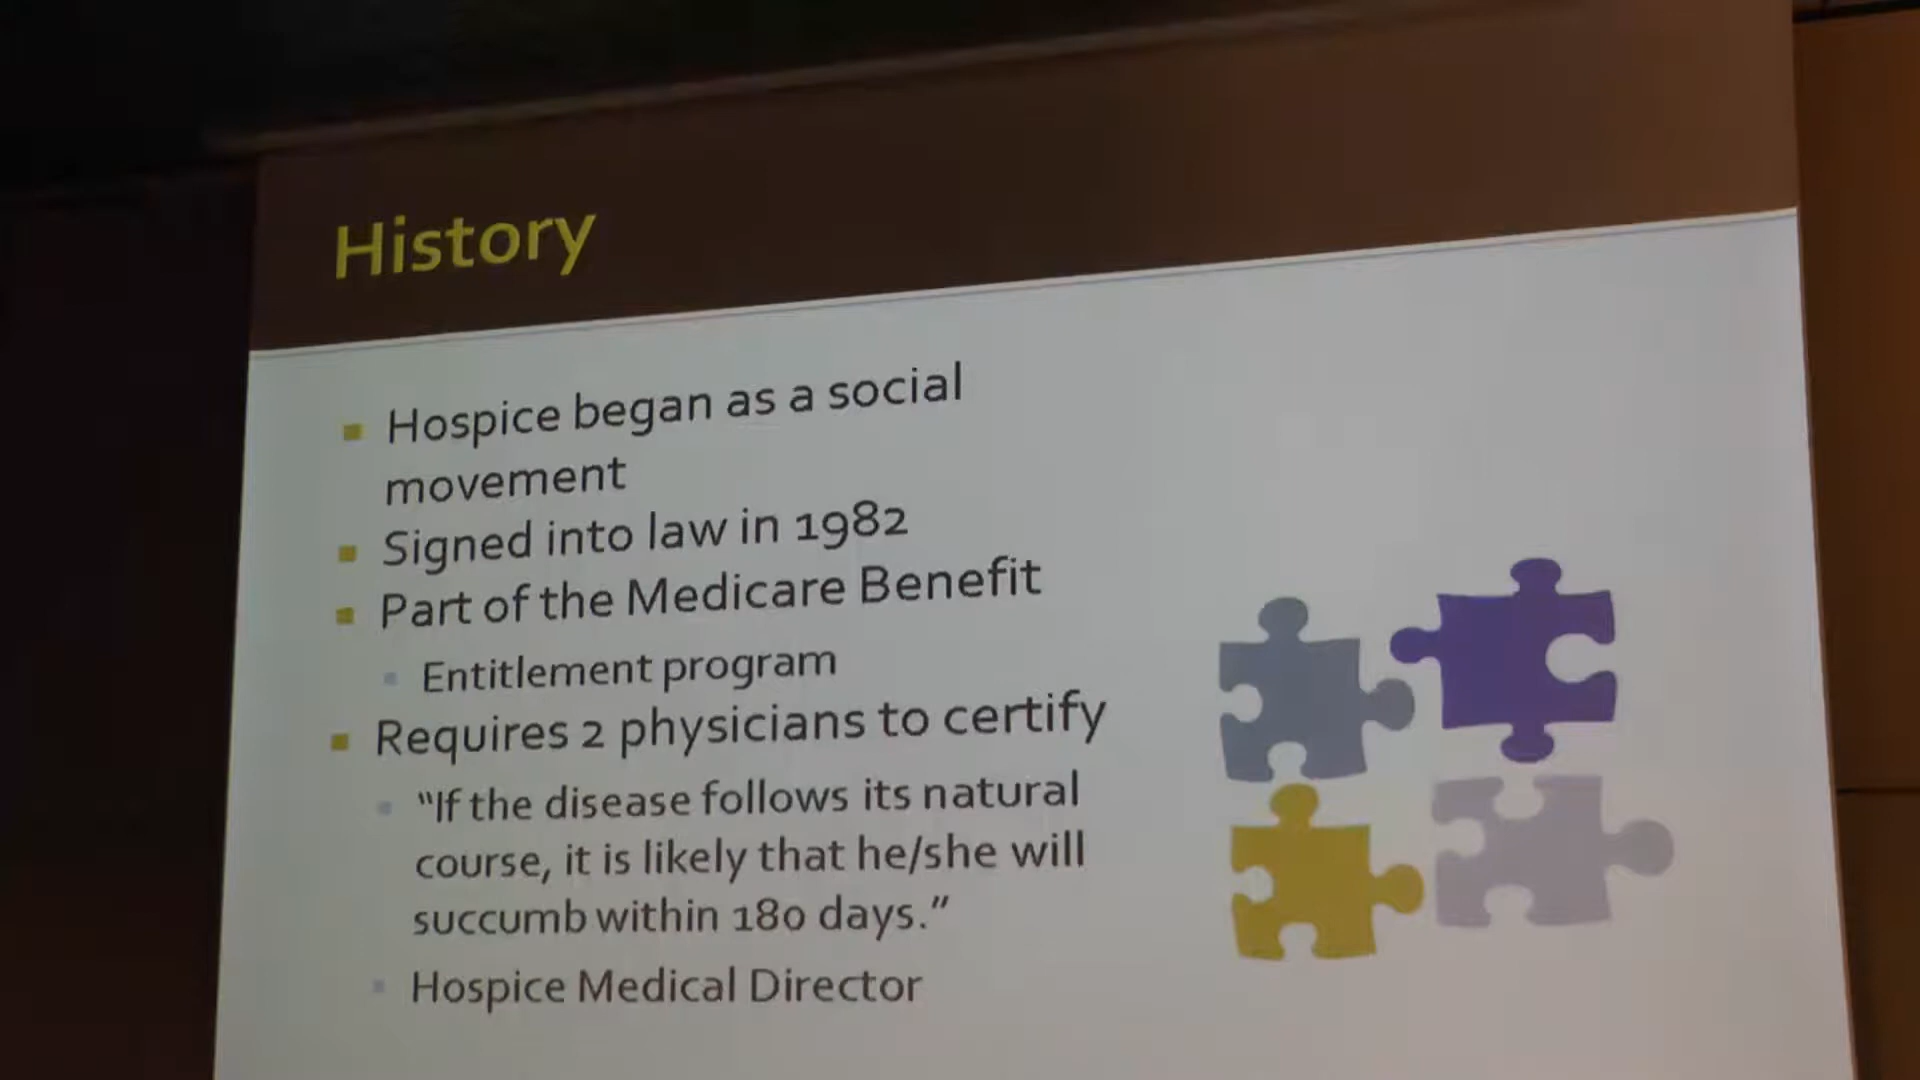 History
Hospice began as a social
movement
Signed into law in 1982
Part of the Medicare Benefit
Entitlement program
Requires 2 physicians to certify
“If the disease follows its natural
course, it is likely that he/she will
succumb within 180 days.”
Hospice Medical Director